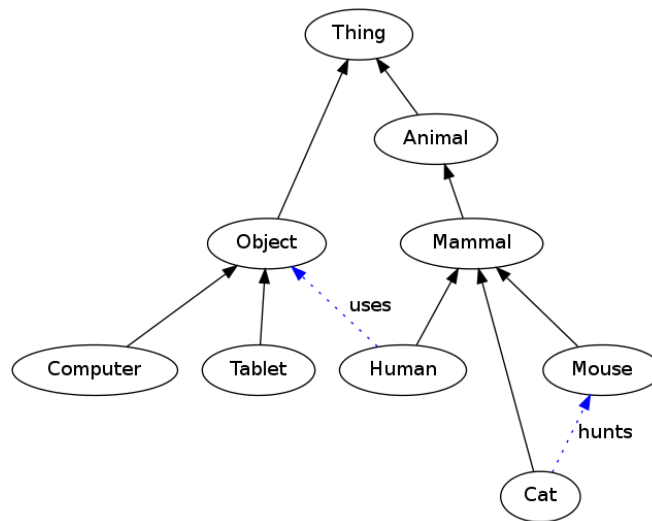 Thing
Animal
Object
Mammal
uses
Computer
Tablet
Human
Mouse
hunts
Cat